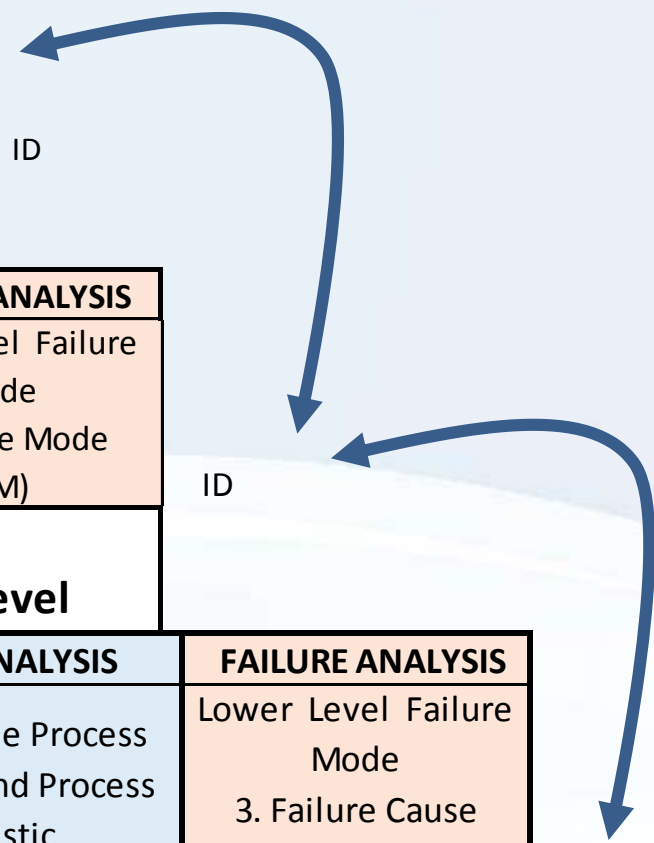 ID
ANALYSIS
el Failure
de
e Mode
M)
ID
evel
NALYSIS
FAILURE ANALYSIS
e Process
nd Process
stic
Lower Level Failure
Mode
3. Failure Cause